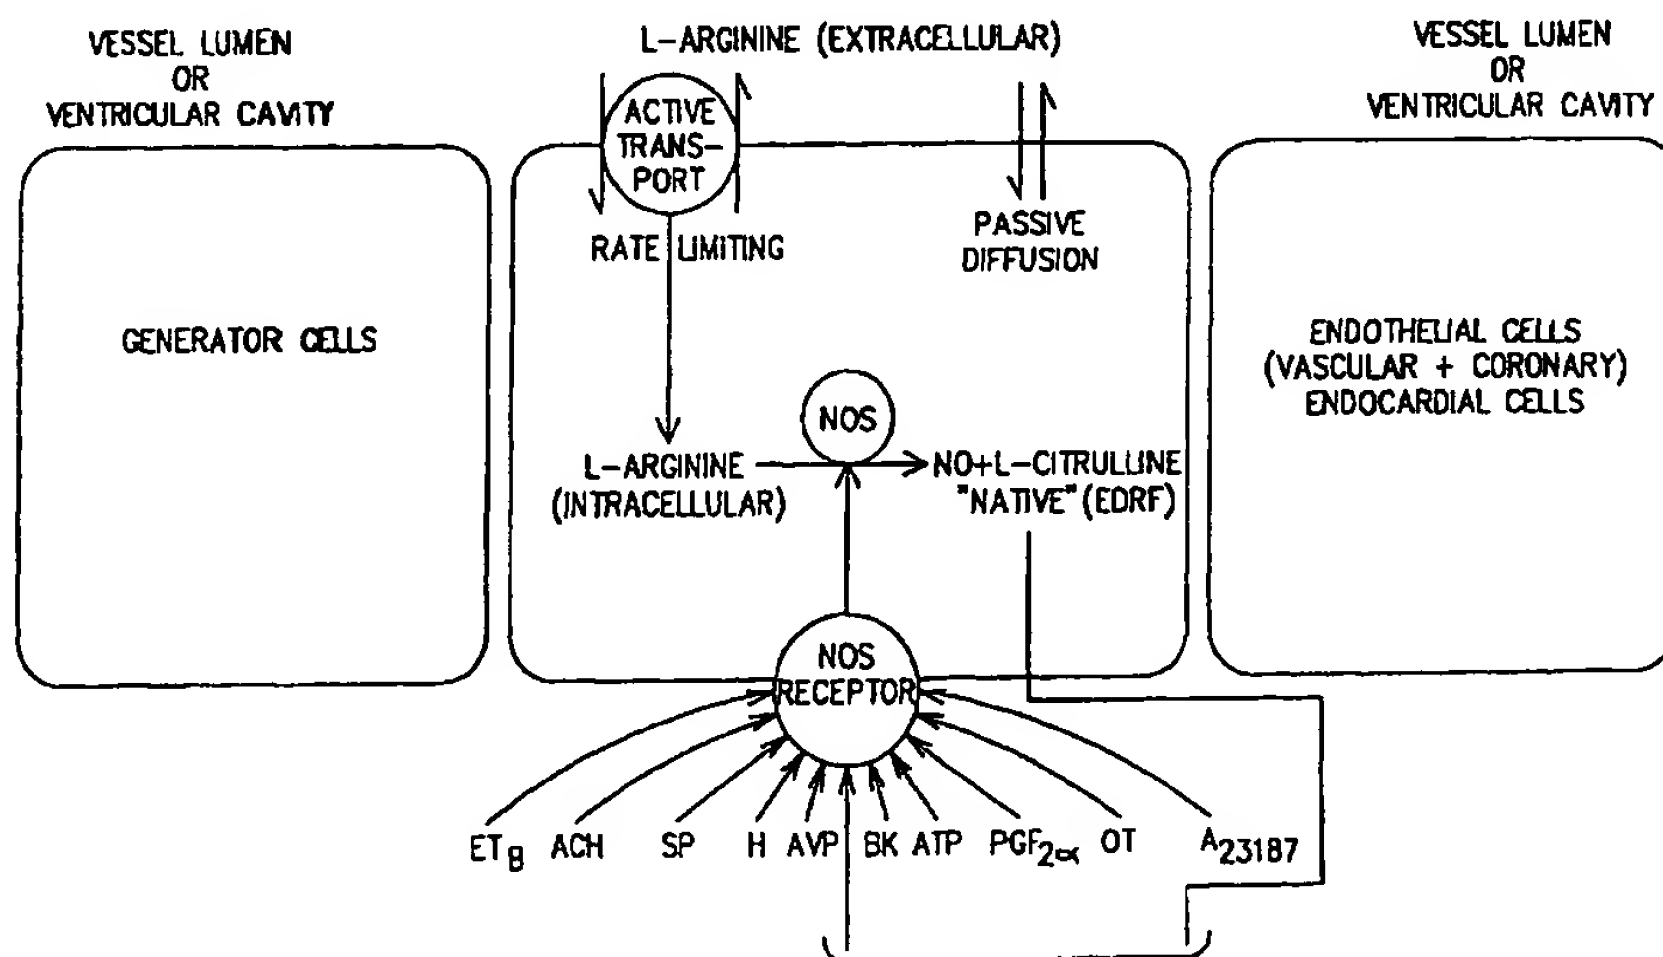 VESSEL LUMEN
OR
VENTRICULAR CAVITY
L-ARGININE (EXTRACELLULAR)
VESSEL LUMEN
OR
VENTRICULAR CAVITY
ACTIVE
TRANS-
PORT
RATE LIMITING
PASSIVE
DIFFUSION
GENERATOR CELLS
ENDOTHELIAL CELLS
(VASCULAR + CORONARY)
ENDOCARDIAL CELLS
NOS
L-ARGININE
(INTRACELLULAR)
NO+L-CITRULLINE
"NATIVE" (EDRF)
NOS
RECEPTOR
ETB ACH SP H AVP BK ATP PGF2α OT A23187